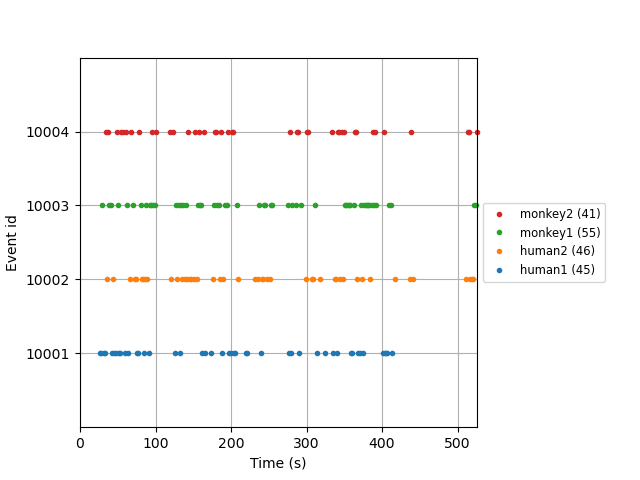 10004
10003
10002
10001
Event id
0 100 200 300 400 500
Time (s)
monkey2 (41)
monkey1 (55)
human2 (46)
human1 (45)